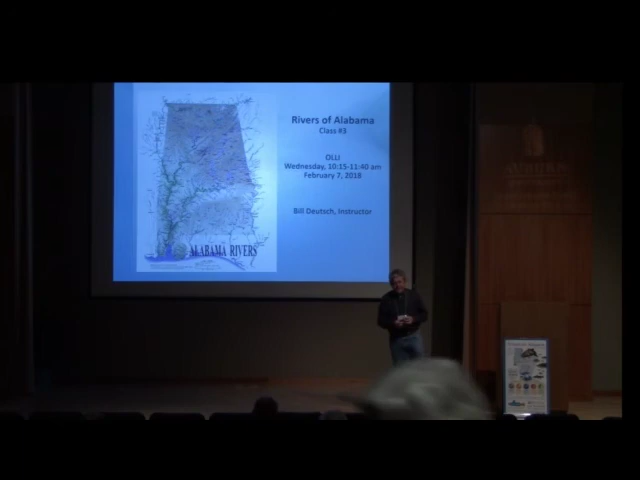 Rivers of Alabama
Class #3
OLLI
Wednesday, 10:15-11:40 am
February 7, 2018
Bill Deutsch, Instructor
ALABAMA RIVERS
AUBURN